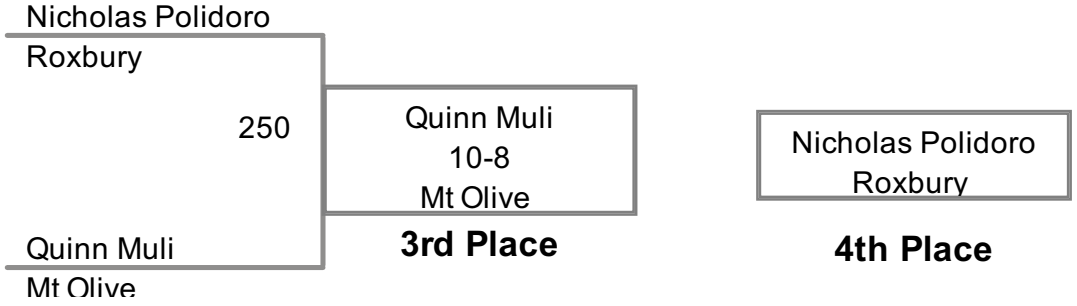 Nicholas Polidoro
Roxbury
250
Quinn Muli
Mt Olive
Quinn Muli
10-8
Mt Olive
3rd Place
Nicholas Polidoro
Roxbury
4th Place